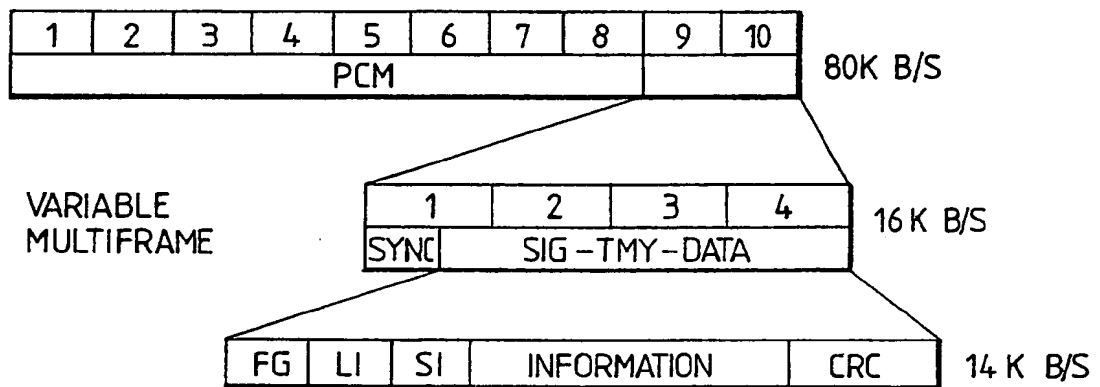 1 2 3 4 5 6 7 8 9 10
PCM
80K B/S
VARIABLE
MULTIFRAME
1 2 3 4
SYNC SIG-TMY-DATA
16K B/S
FG LI SI INFORMATION CRC
14K B/S